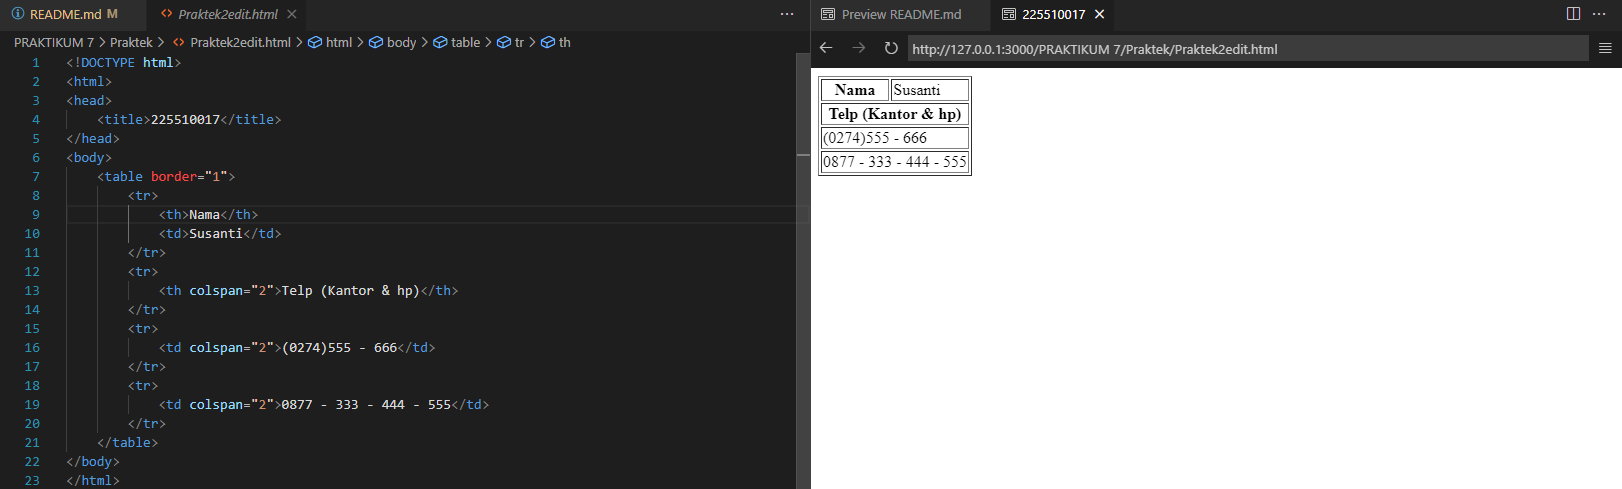 README.md M
Praktek2edit.html
PRAKTIKUM 7 > Praktek > Praktek2edit.html > html > body > table > tr > th
1 <!DOCTYPE html>
2 <html>
3 <head>
4 <title>225510017</title>
5 </head>
6 <body>
7 <table border="1">
8 <tr>
9 <th>Nama</th>
10 <td>Susanti</td>
11 </tr>
12 <tr>
13 <th colspan="2">Telp (Kantor & hp)</th>
14 </tr>
15 <tr>
16 <td colspan="2">(0274)555 - 666</td>
17 </tr>
18 <tr>
19 <td colspan="2">0877 - 333 - 444 - 555</td>
20 </tr>
21 </table>
22 </body>
23 </html>
Preview README.md
225510017
http://127.0.0.1:3000/PRAKTIKUM 7/Praktek/Praktek2edit.html
Nama Susanti
Telp (Kantor & hp)
(0274)555 - 666
0877 - 333 - 444 - 555